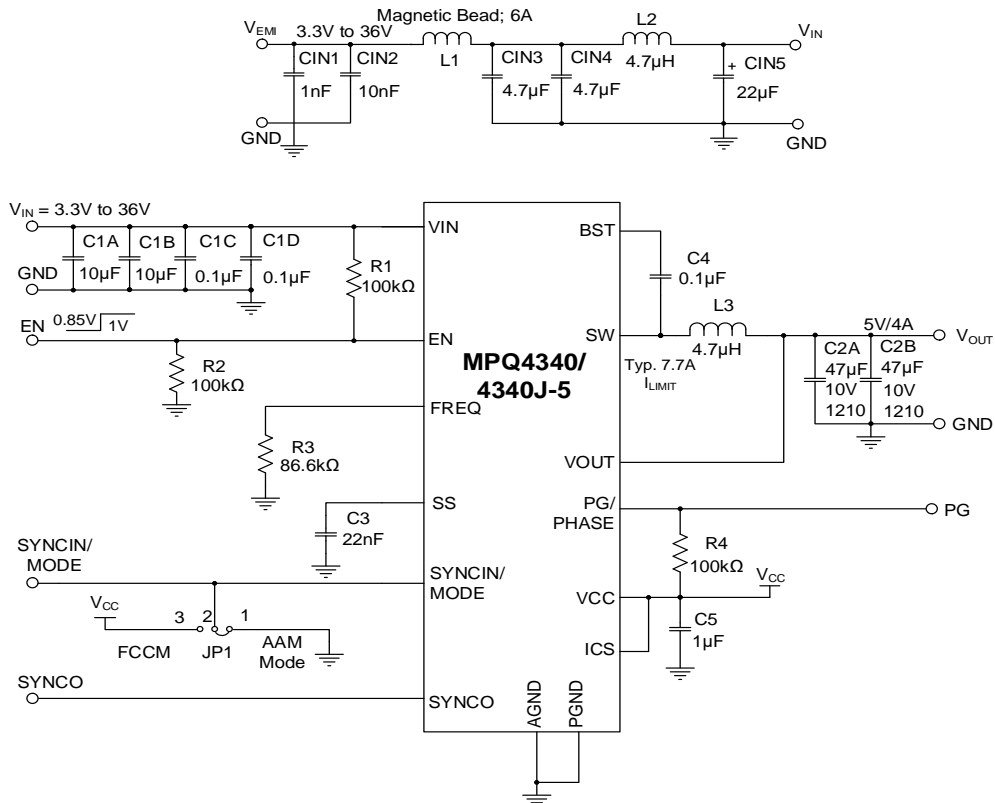 Magnetic Bead; 6A
VEMI
3.3V to 36V
L1
L2
4.7µH
VIN
CIN1
1nF
CIN2
10nF
CIN3
4.7µF
CIN4
4.7µF
+ CIN5
22µF
GND
GND
VIN = 3.3V to 36V
C1A
10µF
C1B
10µF
C1C
0.1µF
C1D
0.1µF
GND
R1
100kΩ
EN
0.85V
1V
R2
100kΩ
R3
86.6kΩ
C3
22nF
SYNCIN/
MODE
VCC
3
2
1
FCCM
JP1
AAM
Mode
SYNCO
VIN
EN
FREQ
SS
SYNCIN/
MODE
SYNCO
MPQ4340/
4340J-5
BST
SW
VOUT
PG/
PHASE
VCC
ICS
AGND
PGND
C4
0.1µF
L3
4.7µH
Typ. 7.7A
ILIMIT
5V/4A
VOUT
C2A
47µF
10V
1210
C2B
47µF
10V
1210
GND
PG
R4
100kΩ
VCC
C5
1µF